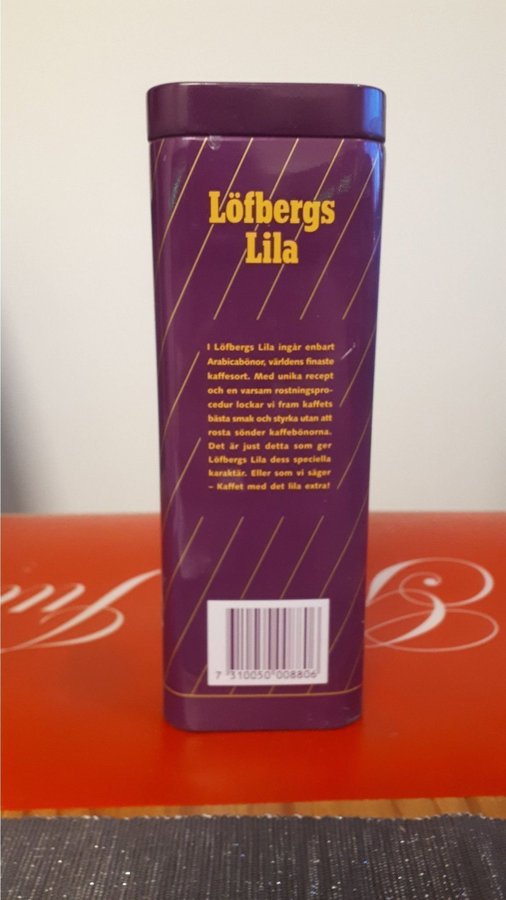 Löfbergs
Lila
I Löfbergs Lila ingår enbart
Arabicabönor, världens finaste
kaffesort. Med unika recept
och en varsam rostningspro-
cedur lockar vi fram kaffets
bästa smak och styrka utan att
rosta sönder kaffebönorna.
Det är just detta som ger
Löfbergs Lila dess speciella
karaktär. Eller som vi säger
– Kaffet med det lila extra!
7 310050 008806